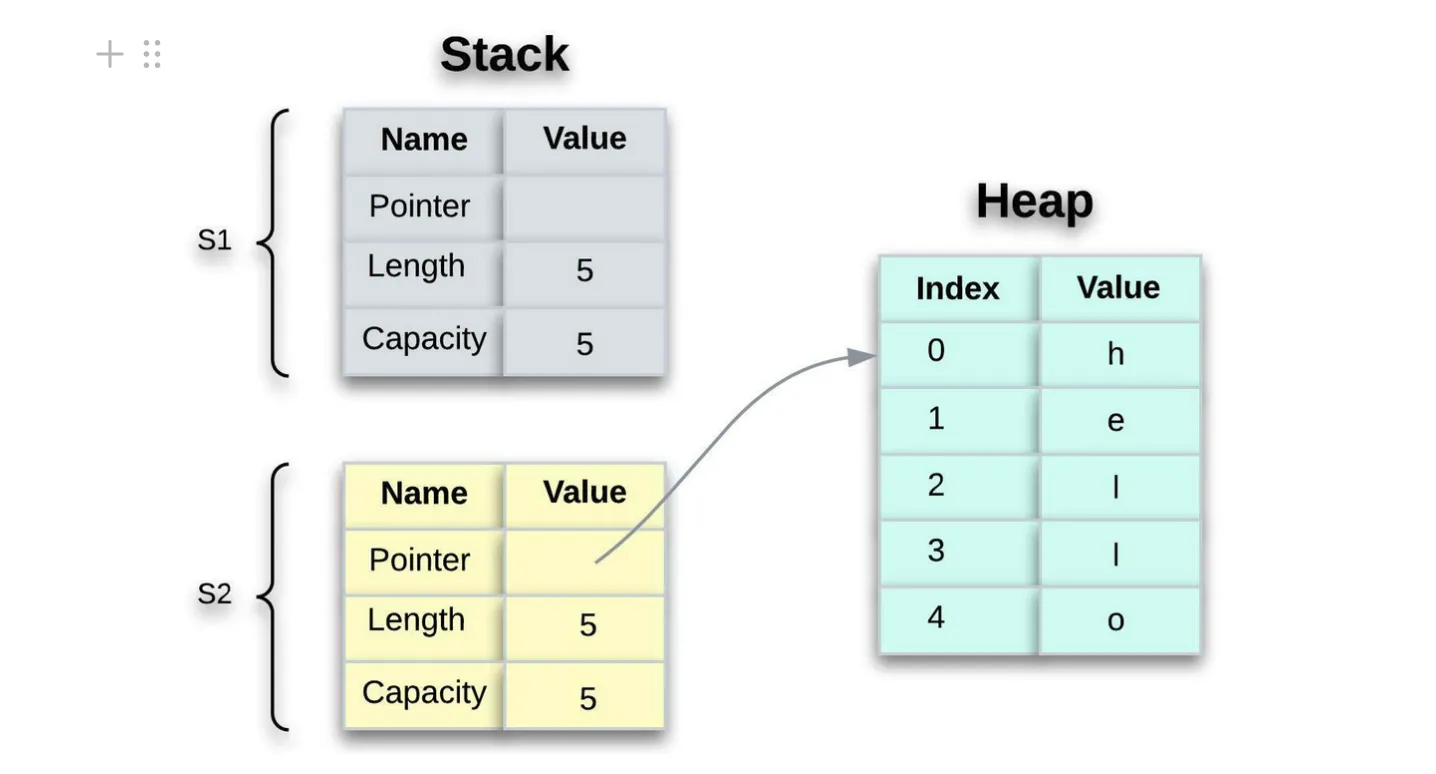 Stack
S1
Name Value
Pointer
Length 5
Capacity 5
S2
Name Value
Pointer
Length 5
Capacity 5
Heap
Index Value
0 h
1 e
2 l
3 l
4 o